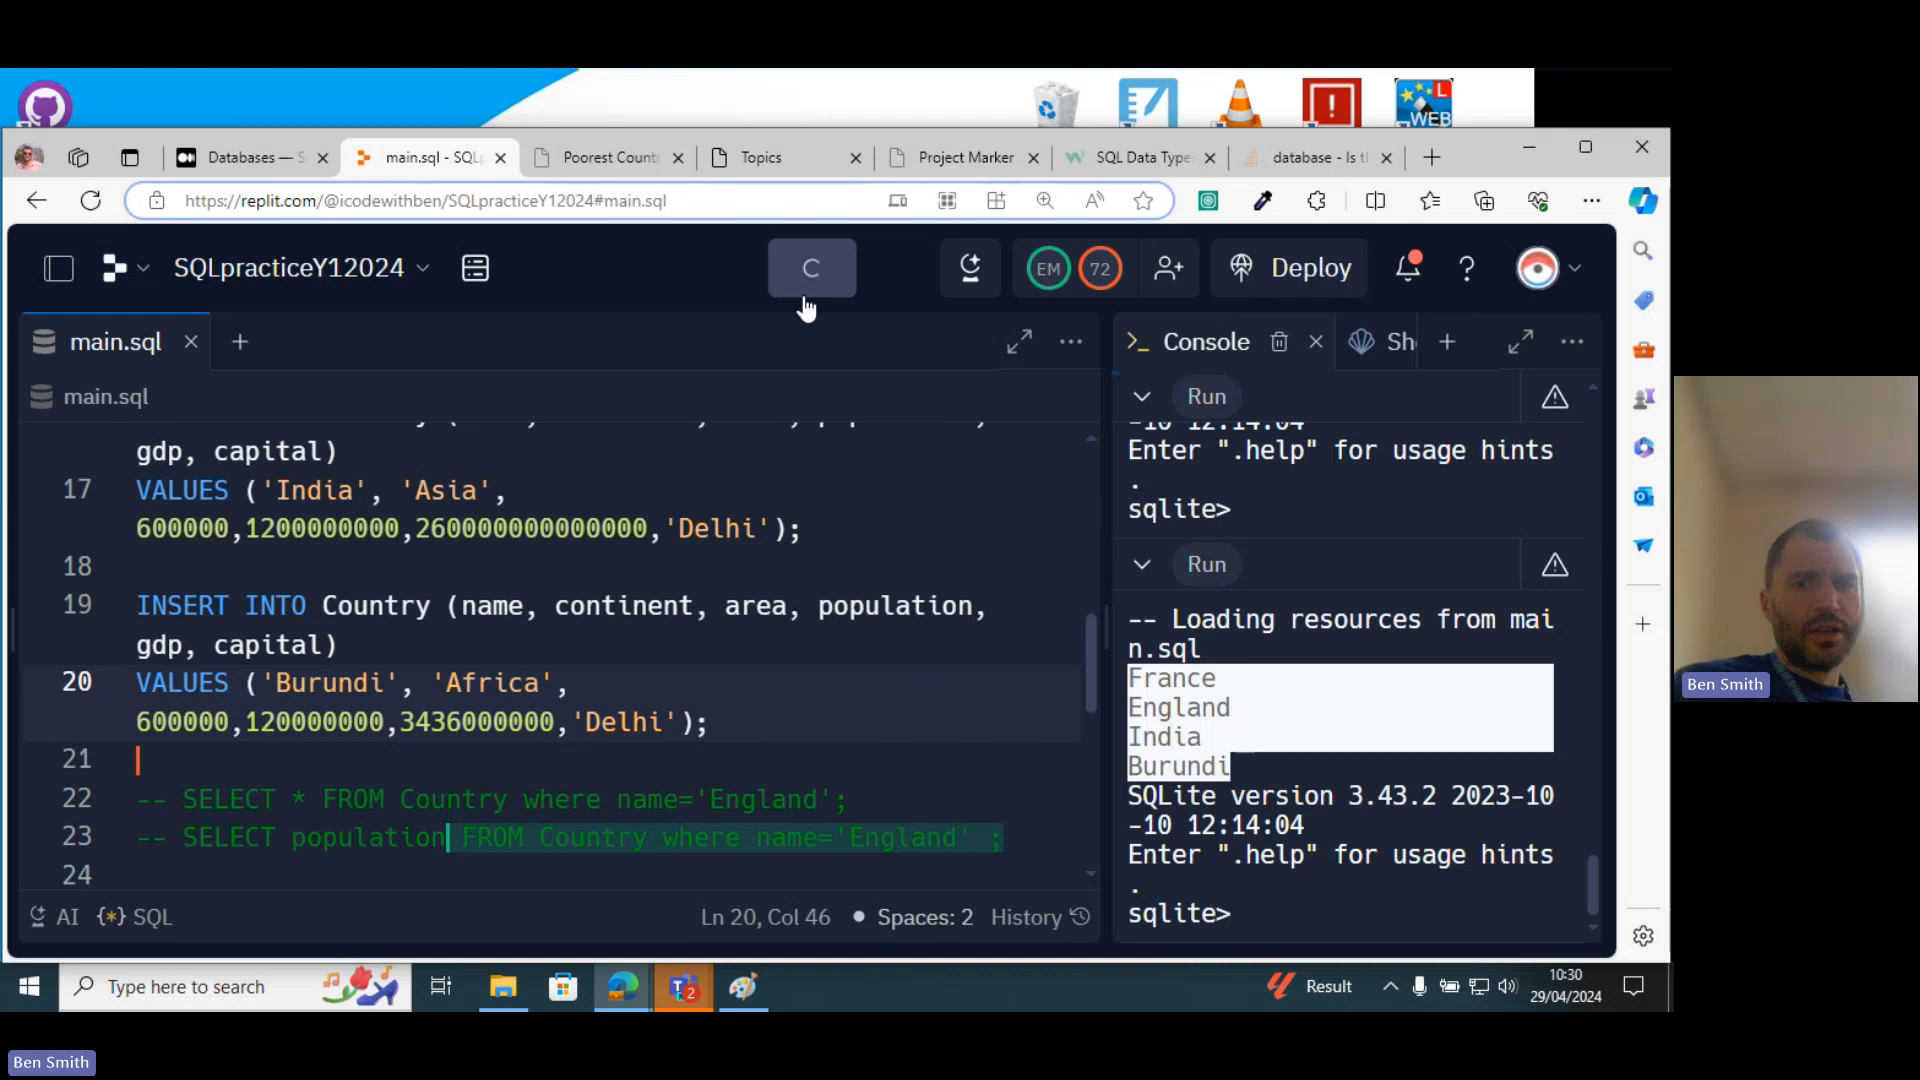 L
WEB
Databases — S
main.sql - SQL
Poorest Count
Topics
Project Marker
SQL Data Type
database - Is t
https://replit.com/@icodewithben/SQLpracticeY12024#main.sql
SQLpracticeY12024
C
EM
72
Deploy
?
main.sql
Console
Sh
main.sql
Run
gdp, capital)
17 VALUES ('India', 'Asia',
600000,1200000000,260000000000000,'Delhi');
18
19 INSERT INTO Country (name, continent, area, population,
gdp, capital)
20 VALUES ('Burundi', 'Africa',
600000,120000000,3436000000,'Delhi');
21
22 -- SELECT * FROM Country where name='England';
23 -- SELECT population FROM Country where name='England' ;
24
-10 12:14:04
Enter ".help" for usage hints
.
sqlite>
Run
-- Loading resources from mai
n.sql
France
England
India
Burundi
SQLite version 3.43.2 2023-10
-10 12:14:04
Enter ".help" for usage hints
.
sqlite>
AI {*} SQL
Ln 20, Col 46 • Spaces: 2 History
Type here to search
T 2
Result
10:30
29/04/2024
Ben Smith
Ben Smith